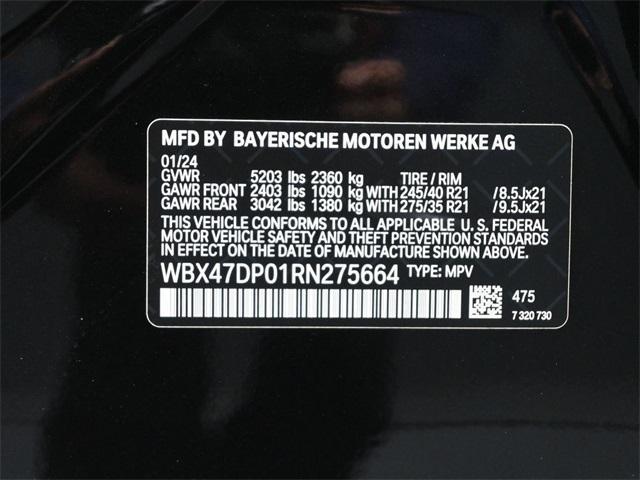 MFD BY BAYERISCHE MOTOREN WERKE AG
01/24
GVWR 5203 lbs 2360 kg TIRE / RIM
GAWR FRONT 2403 lbs 1090 kg WITH 245/40 R21 /8.5Jx21
GAWR REAR 3042 lbs 1380 kg WITH 275/35 R21 /9.5Jx21
THIS VEHICLE CONFORMS TO ALL APPLICABLE U. S. FEDERAL
MOTOR VEHICLE SAFETY AND THEFT PREVENTION STANDARDS
IN EFFECT ON THE DATE OF MANUFACTURE SHOWN ABOVE.
WBX47DP01RN275664 TYPE: MPV
475
7 320 730